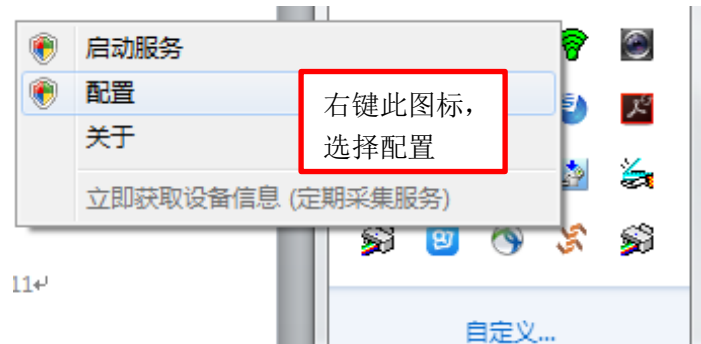 启动服务
配置
关于
立即获取设备信息 (定期采集服务)
右键此图标，
选择配置
11↵
自定义...